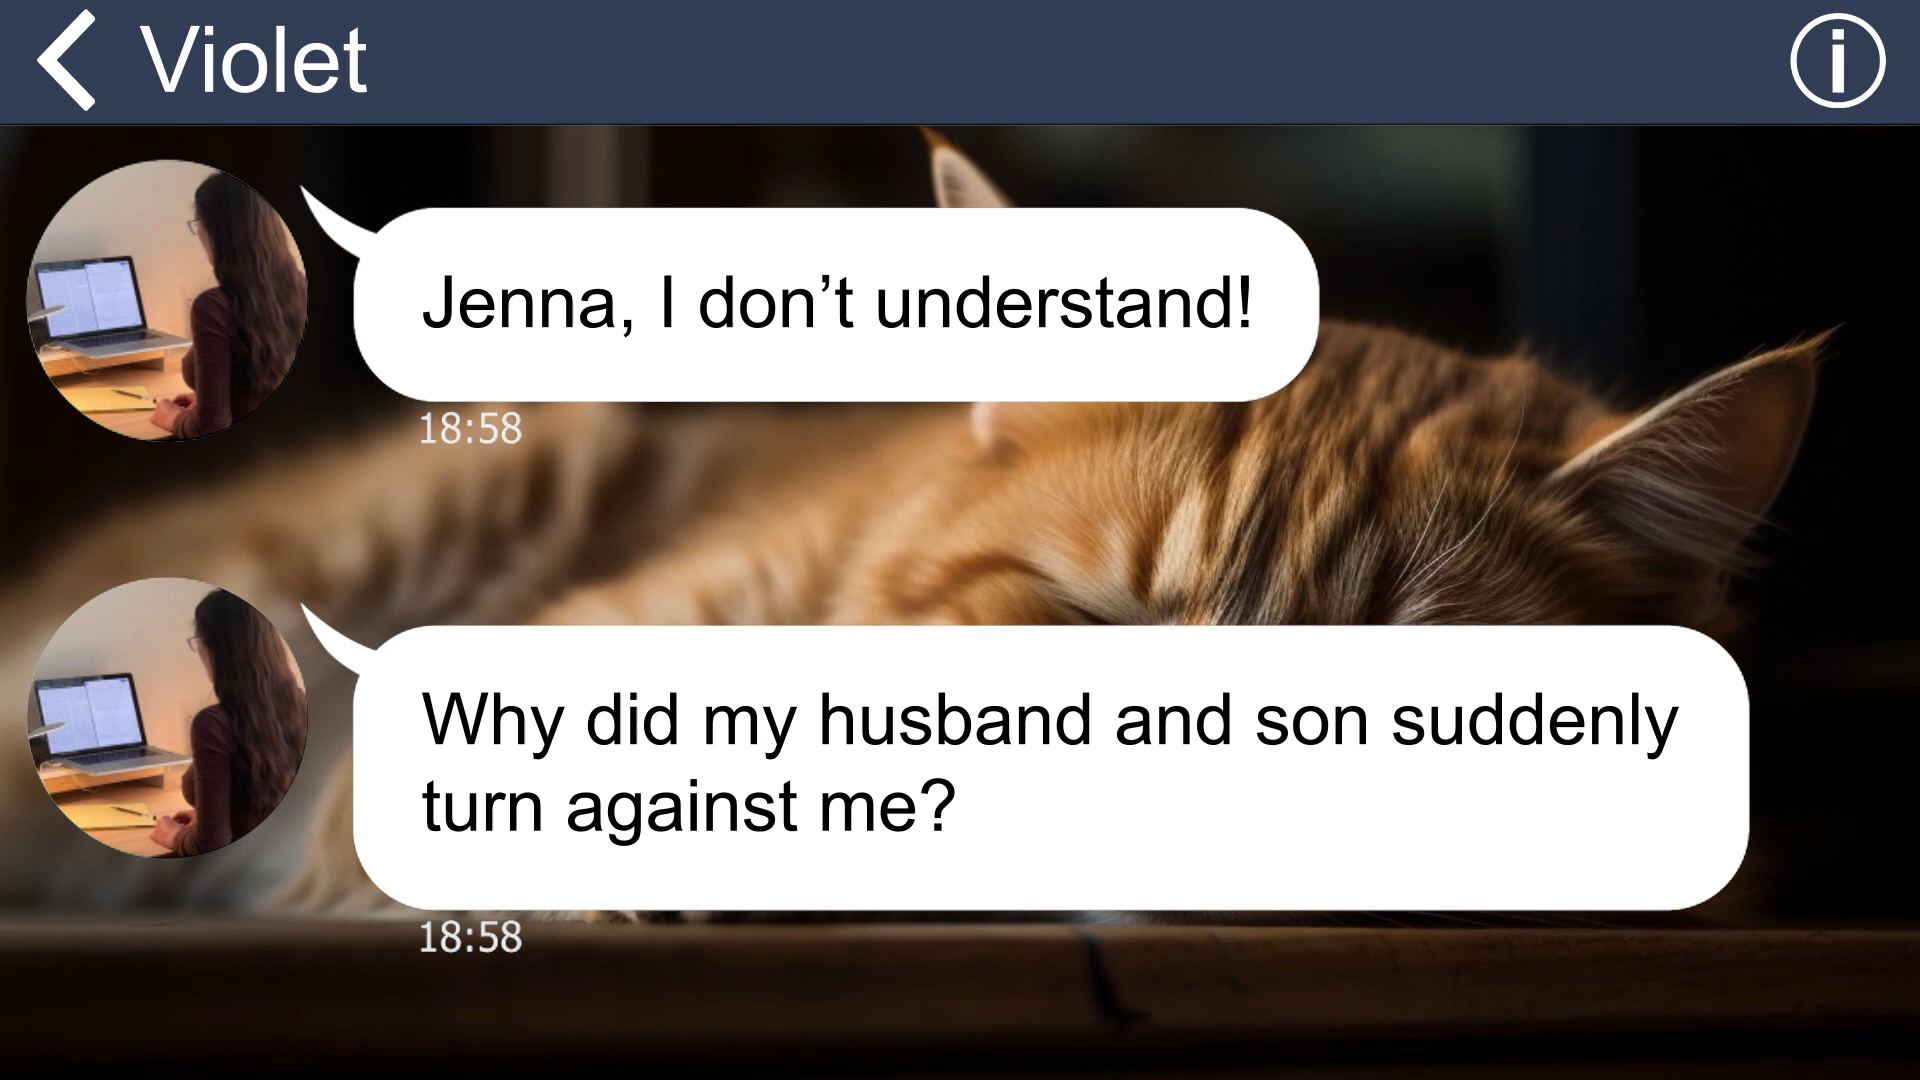 Violet
Jenna, I don’t understand!
18:58
Why did my husband and son suddenly
turn against me?
18:58